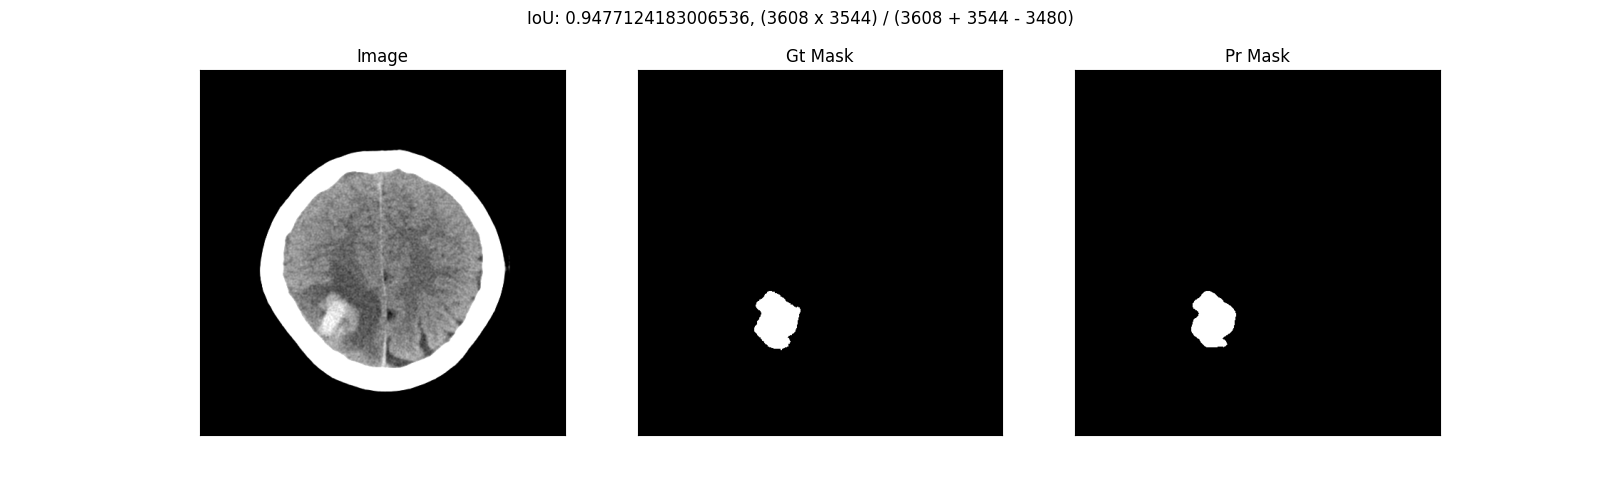 IoU: 0.9477124183006536, (3608 x 3544) / (3608 + 3544 - 3480)
Image
Gt Mask
Pr Mask